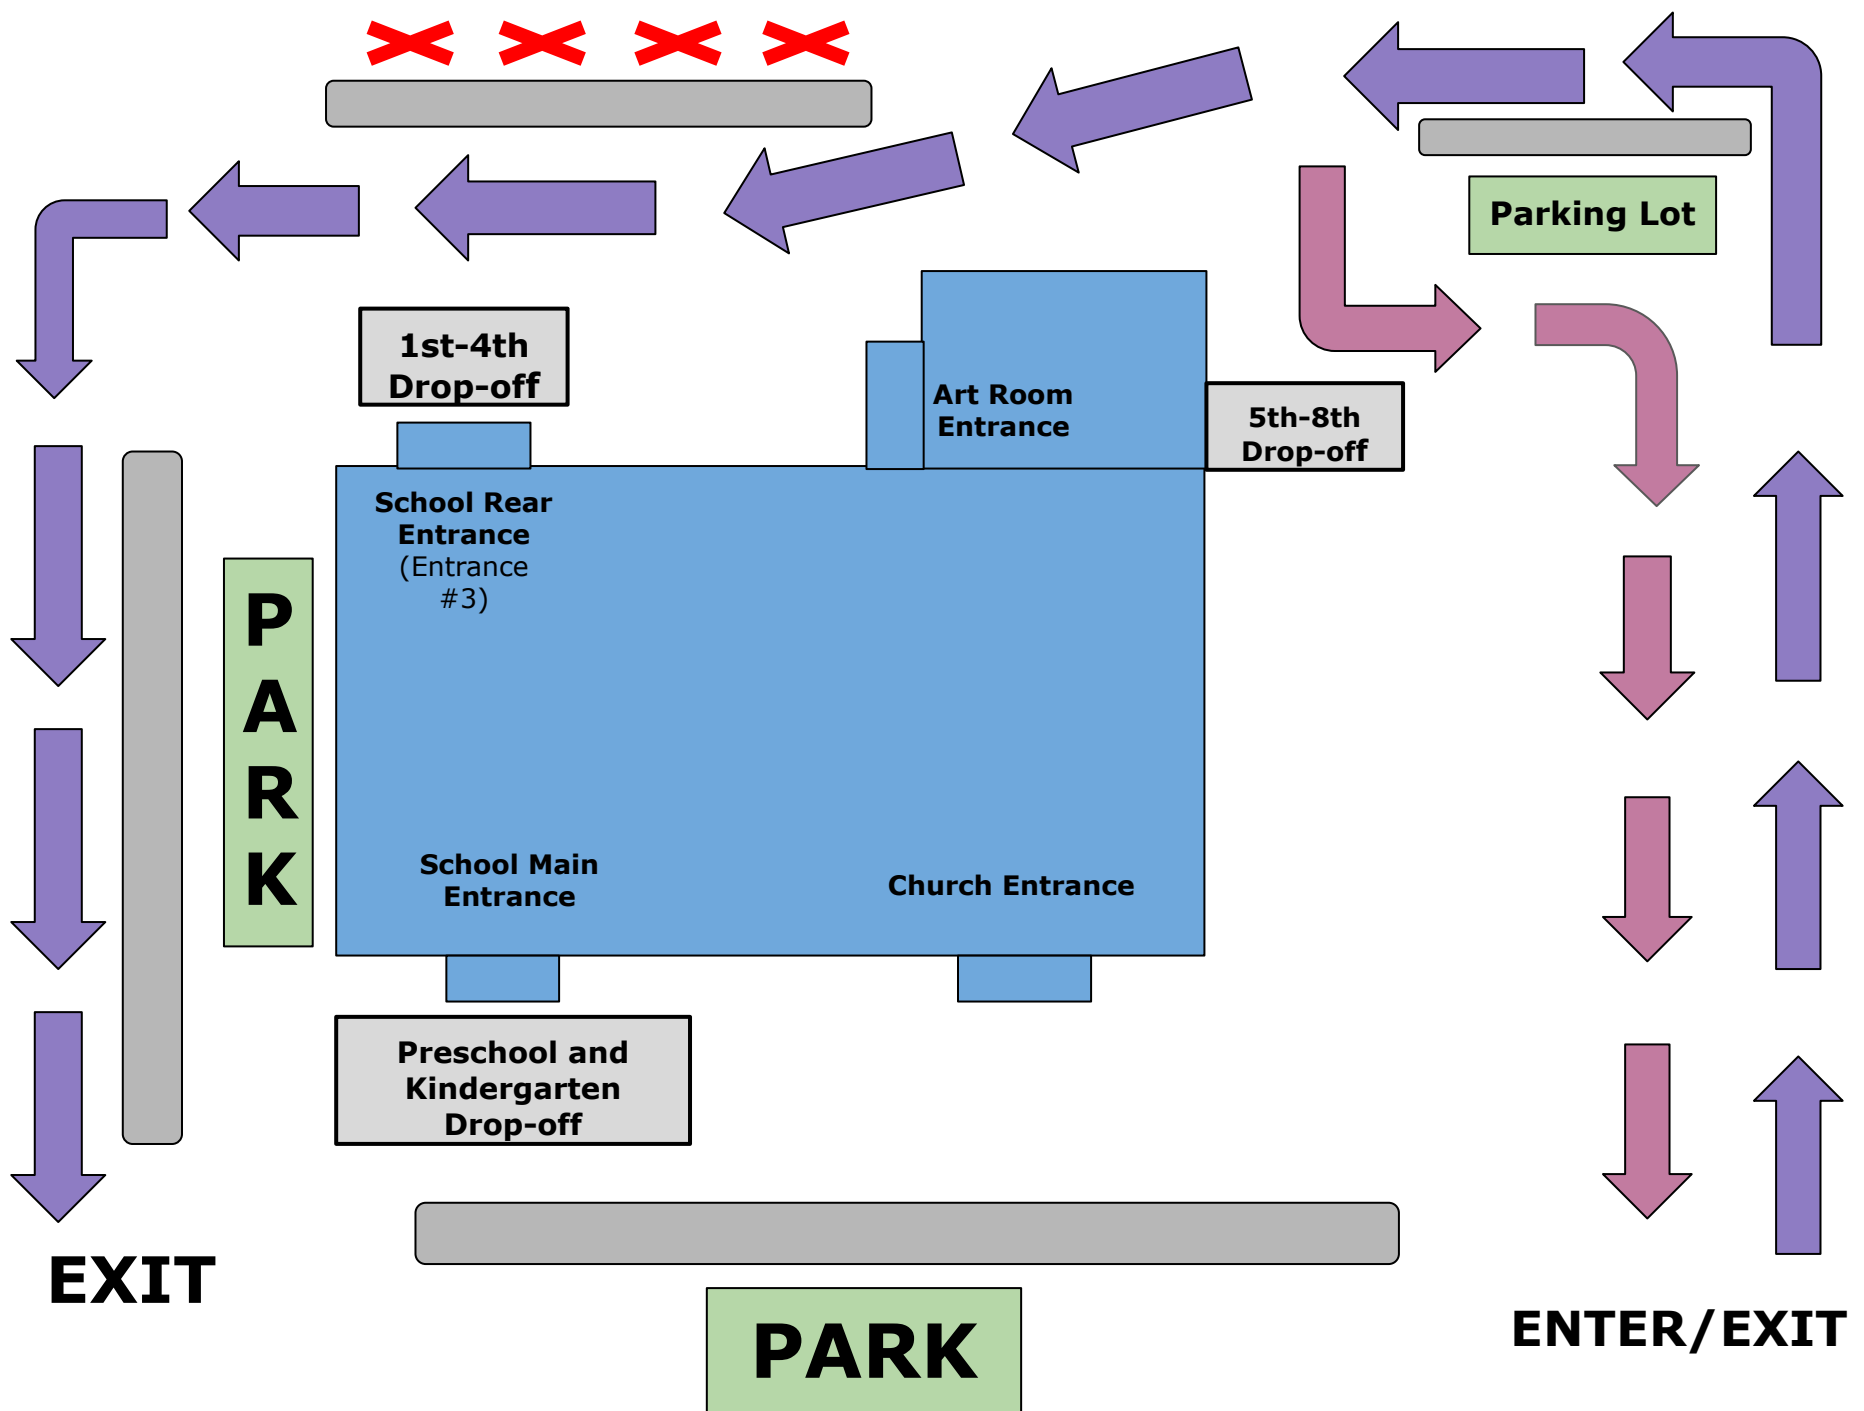 Parking Lot
1st-4th
Drop-off
Art Room
Entrance
5th-8th
Drop-off
School Rear
Entrance
(Entrance
#3)
P
A
R
K
School Main
Entrance
Church Entrance
Preschool and
Kindergarten
Drop-off
EXIT
ENTER/EXIT
PARK